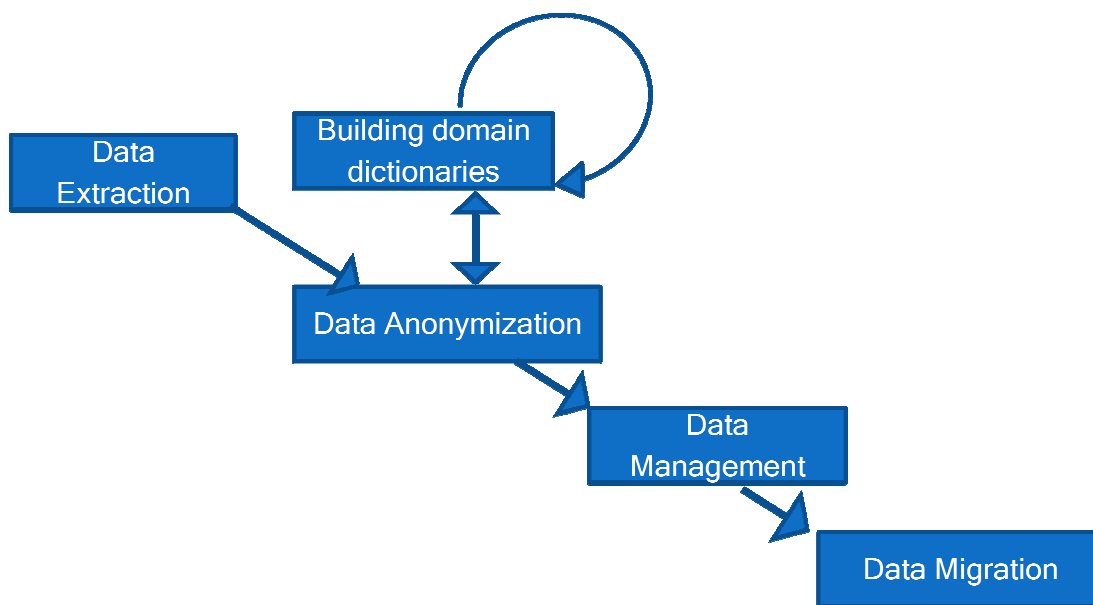 Data
Extraction
Building domain
dictionaries
Data Anonymization
Data
Management
Data Migration